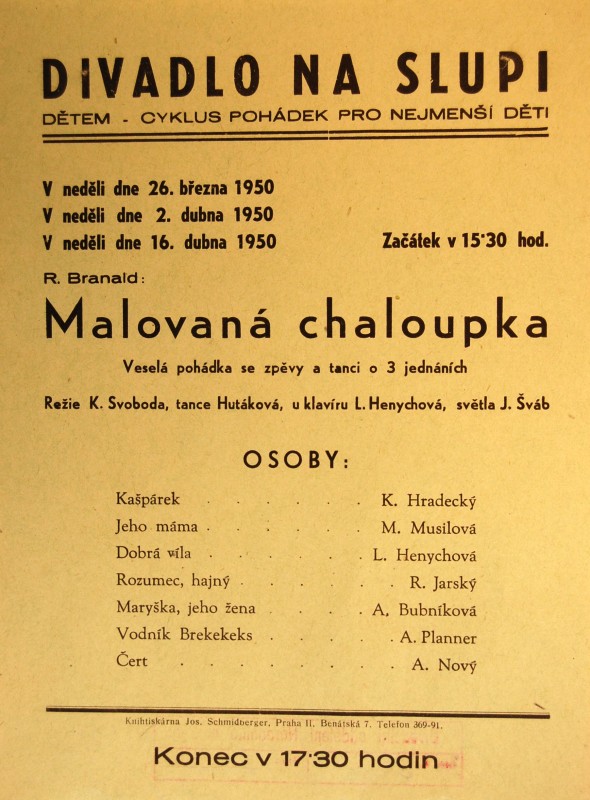 DIVADLO NA SLUPI
DĚTEM - CYKLUS POHÁDEK PRO NEJMENŠÍ DĚTI
V neděli dne 26. března 1950
V neděli dne 2. dubna 1950
V neděli dne 16. dubna 1950 Začátek v 15·30 hod.
R. Branald:
Malovaná chaloupka
Veselá pohádka se zpěvy a tanci o 3 jednáních
Režie K. Svoboda, tance Hutáková, u klavíru L. Henychová, světla J. Šváb
OSOBY:
Kašpárek . . . . . . K. Hradecký
Jeho máma . . . . . . M. Musilová
Dobrá víla . . . . . . L. Henychová
Rozumec, hajný . . . . . . R. Jarský
Maryška, jeho žena . . . . A. Bubníková
Vodník Brekekeks . . . . A. Planner
Čert . . . . . . . . A. Nový
Knihtiskárna Jos. Schmidberger, Praha II, Benátská 7. Telefon 369-91.
Konec v 17·30 hodin